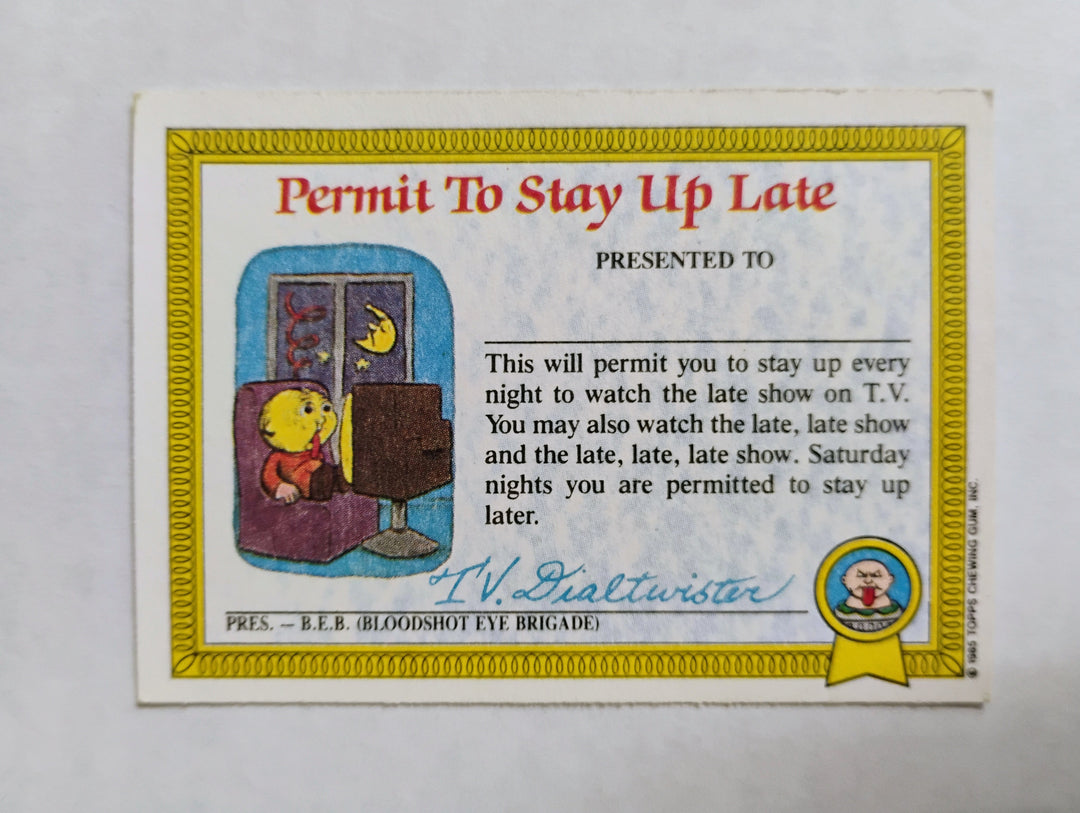 Permit To Stay Up Late
PRESENTED TO
This will permit you to stay up every
night to watch the late show on T.V.
You may also watch the late, late show
and the late, late, late show. Saturday
nights you are permitted to stay up
later.
T.V. Dialtwister
PRES. — B.E.B. (BLOODSHOT EYE BRIGADE)
© 1985 TOPPS CHEWING GUM, INC.